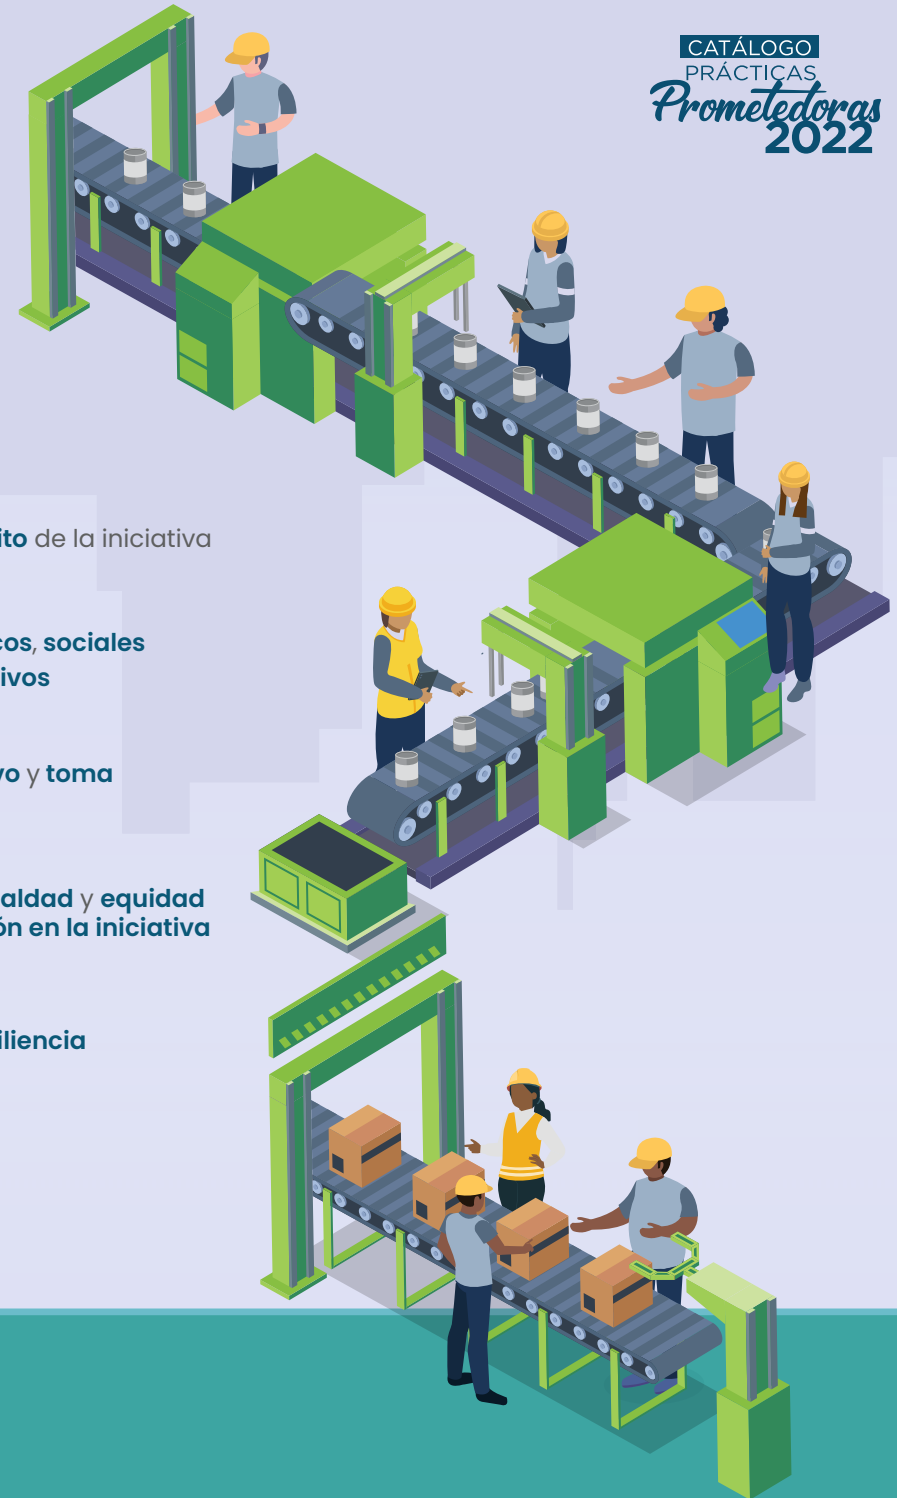 CATÁLOGO
PRÁCTICAS
Prometedoras
2022
ito de la iniciativa
cos, sociales
ivos
vo y toma
aldad y equidad
ón en la iniciativa
iliencia